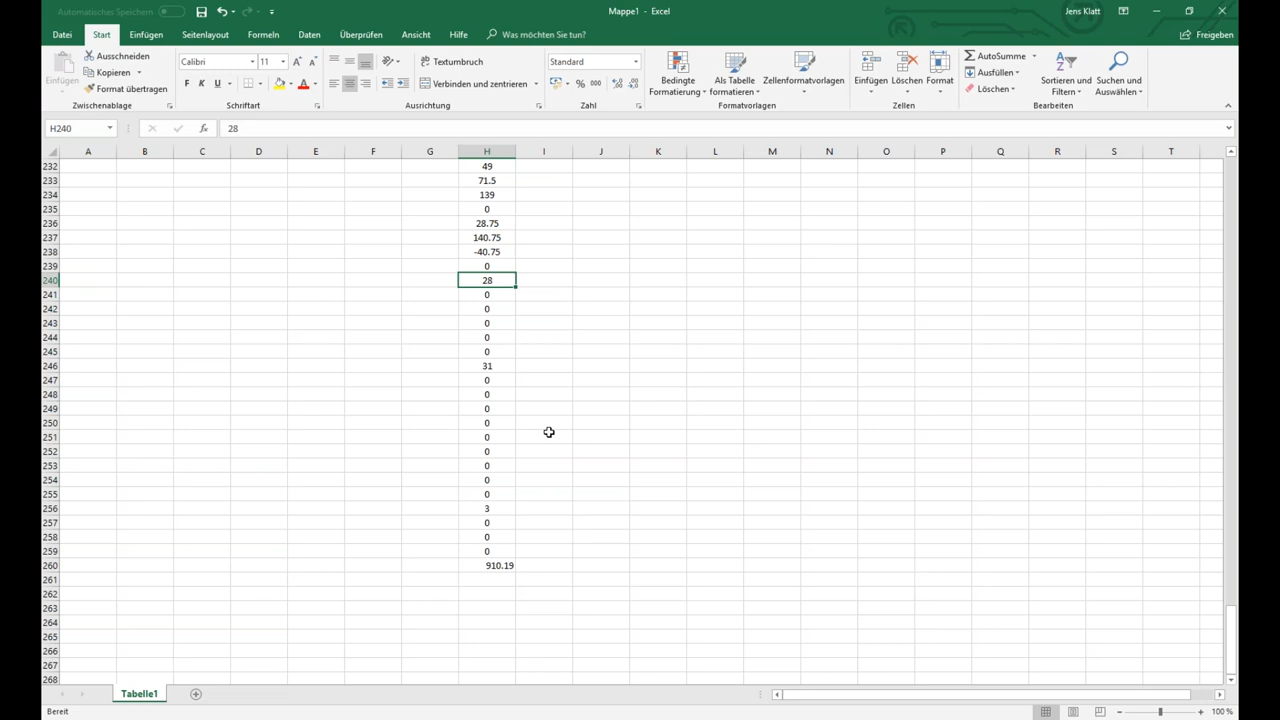 Automatisches Speichern
Mappe1 - Excel
Jens Klatt
Datei Start Einfügen Seitenlayout Formeln Daten Überprüfen Ansicht Hilfe Was möchten Sie tun? Freigeben
Einfügen
Ausschneiden
Kopieren
Format übertragen
Zwischenablage
Calibri 11
F K U
Schriftart
Textumbruch
Verbinden und zentrieren
Ausrichtung
Standard
% 000
Zahl
Bedingte Formatierung
Als Tabelle formatieren
Zellenformatvorlagen
Formatvorlagen
Einfügen Löschen Format
Zellen
AutoSumme
Ausfüllen
Löschen
Sortieren und Filtern
Suchen und Auswählen
Bearbeiten
H240 fx 28
A B C D E F G H I J K L M N O P Q R S T
232 49
233 71.5
234 139
235 0
236 28.75
237 140.75
238 -40.75
239 0
240 28
241 0
242 0
243 0
244 0
245 0
246 31
247 0
248 0
249 0
250 0
251 0
252 0
253 0
254 0
255 0
256 3
257 0
258 0
259 0
260 910.19
261
262
263
264
265
266
267
268
Tabelle1
Bereit
100 %